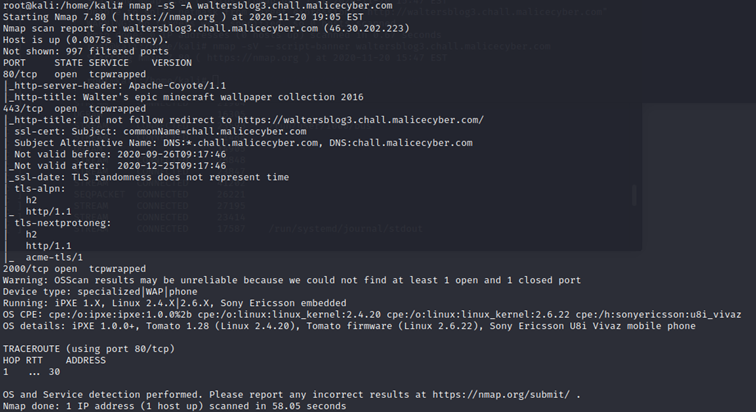 root@kali:/home/kali# nmap -sS -A waltersblog3.chall.malicecyber.com
Starting Nmap 7.80 ( https://nmap.org ) at 2020-11-20 19:05 EST
Nmap scan report for waltersblog3.chall.malicecyber.com (46.30.202.223)
Host is up (0.0075s latency).
Not shown: 997 filtered ports
PORT     STATE SERVICE    VERSION
80/tcp   open  tcpwrapped
|_http-server-header: Apache-Coyote/1.1
|_http-title: Walter's epic minecraft wallpaper collection 2016
443/tcp  open  tcpwrapped
|_http-title: Did not follow redirect to https://waltersblog3.chall.malicecyber.com/
| ssl-cert: Subject: commonName=chall.malicecyber.com
| Subject Alternative Name: DNS:*.chall.malicecyber.com, DNS:chall.malicecyber.com
| Not valid before: 2020-09-26T09:17:46
|_Not valid after:  2020-12-25T09:17:46
|_ssl-date: TLS randomness does not represent time
| tls-alpn:
|   h2
|_  http/1.1
| tls-nextprotoneg:
|   h2
|   http/1.1
|_  acme-tls/1
2000/tcp open  tcpwrapped
Warning: OSScan results may be unreliable because we could not find at least 1 open and 1 closed port
Device type: specialized|WAP|phone
Running: iPXE 1.X, Linux 2.4.X|2.6.X, Sony Ericsson embedded
OS CPE: cpe:/o:ipxe:ipxe:1.0.0%2b cpe:/o:linux:linux_kernel:2.4.20 cpe:/o:linux:linux_kernel:2.6.22 cpe:/h:sonyericsson:u8i_vivaz
OS details: iPXE 1.0.0+, Tomato 1.28 (Linux 2.4.20), Tomato firmware (Linux 2.6.22), Sony Ericsson U8i Vivaz mobile phone

TRACEROUTE (using port 80/tcp)
HOP RTT    ADDRESS
1   ... 30

OS and Service detection performed. Please report any incorrect results at https://nmap.org/submit/ .
Nmap done: 1 IP address (1 host up) scanned in 58.05 seconds